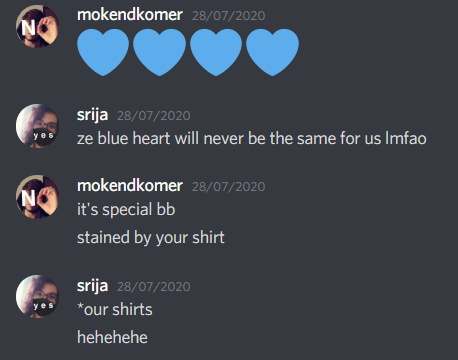 mokendkomer 28/07/2020
💙💙💙💙
No
srija 28/07/2020
yes
ze blue heart will never be the same for us lmfao
mokendkomer 28/07/2020
No
it's special bb
stained by your shirt
srija 28/07/2020
yes
*our shirts
hehehehe